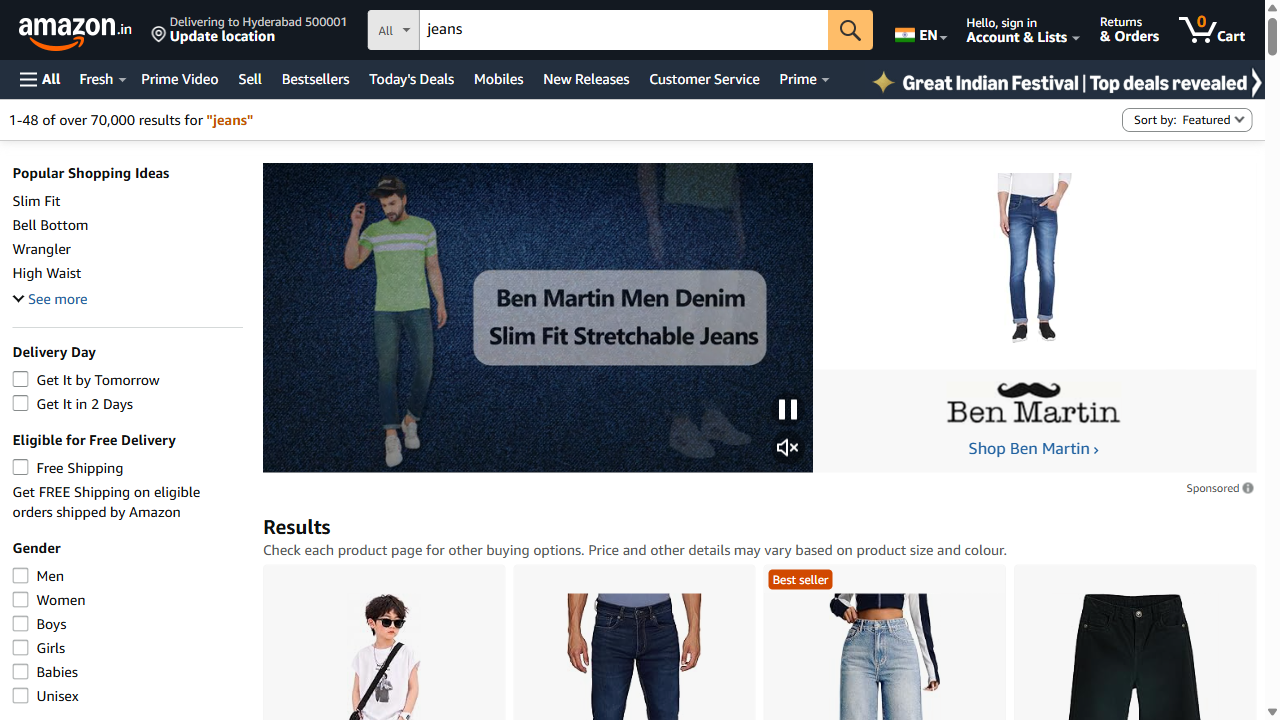 amazon.in
Delivering to Hyderabad 500001
Update location
All
jeans
EN
Hello, sign in
Account & Lists
Returns
& Orders
0
Cart
All
Fresh
Prime Video
Sell
Bestsellers
Today's Deals
Mobiles
New Releases
Customer Service
Prime
Great Indian Festival | Top deals revealed
1-48 of over 70,000 results for "jeans"
Sort by: Featured
Popular Shopping Ideas
Slim Fit
Bell Bottom
Wrangler
High Waist
See more
Delivery Day
Get It by Tomorrow
Get It in 2 Days
Eligible for Free Delivery
Free Shipping
Get FREE Shipping on eligible
orders shipped by Amazon
Gender
Men
Women
Boys
Girls
Babies
Unisex
Ben Martin Men Denim
Slim Fit Stretchable Jeans
Ben Martin
Shop Ben Martin ›
Sponsored
Results
Check each product page for other buying options. Price and other details may vary based on product size and colour.
Best seller